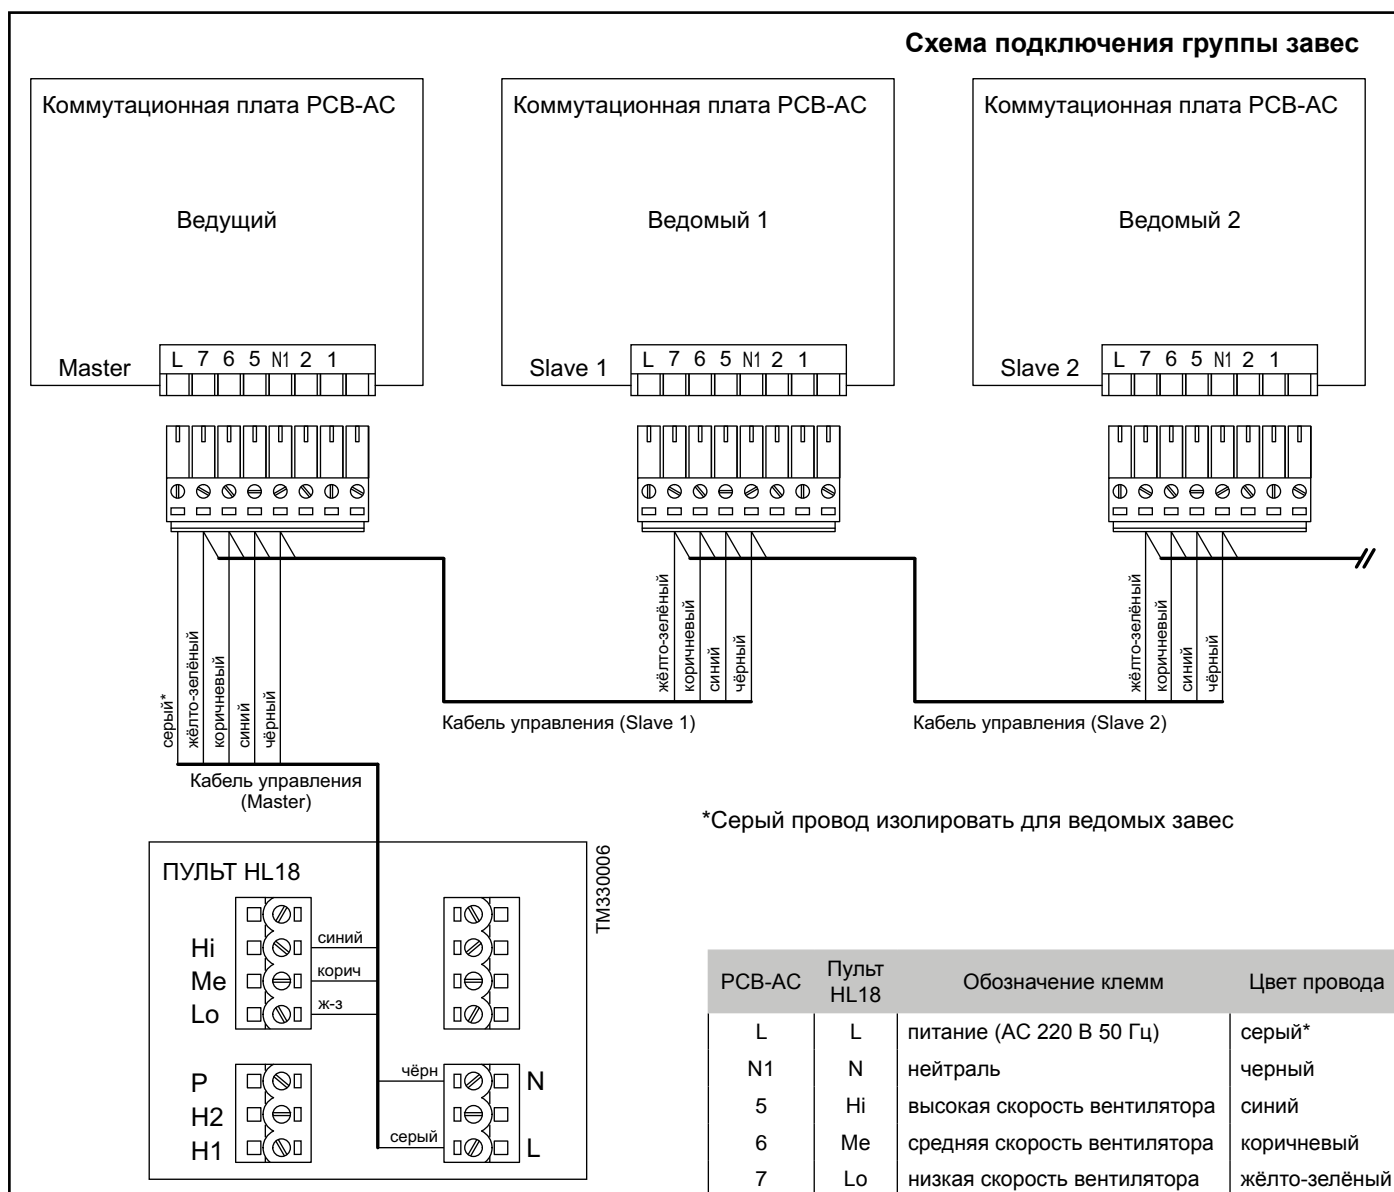 Схема подключения группы завес
Коммутационная плата PCB-AC
Ведущий
Master
L 7 6 5 N1 2 1
Коммутационная плата PCB-AC
Ведомый 1
Slave 1
L 7 6 5 N1 2 1
Коммутационная плата PCB-AC
Ведомый 2
Slave 2
L 7 6 5 N1 2 1
серый*
жёлто-зелёный
коричневый
синий
чёрный
жёлто-зелёный
коричневый
синий
чёрный
жёлто-зелёный
коричневый
синий
чёрный
Кабель управления (Slave 1)
Кабель управления (Slave 2)
Кабель управления
(Master)
*Серый провод изолировать для ведомых завес
ПУЛЬТ HL18
TM330006
Hi синий
Me корич
Lo ж-з
P
H2
H1
чёрн N
серый L
PCB-AC Пульт HL18 Обозначение клемм Цвет провода
L L питание (AC 220 В 50 Гц) серый*
N1 N нейтраль черный
5 Hi высокая скорость вентилятора синий
6 Me средняя скорость вентилятора коричневый
7 Lo низкая скорость вентилятора жёлто-зелёный